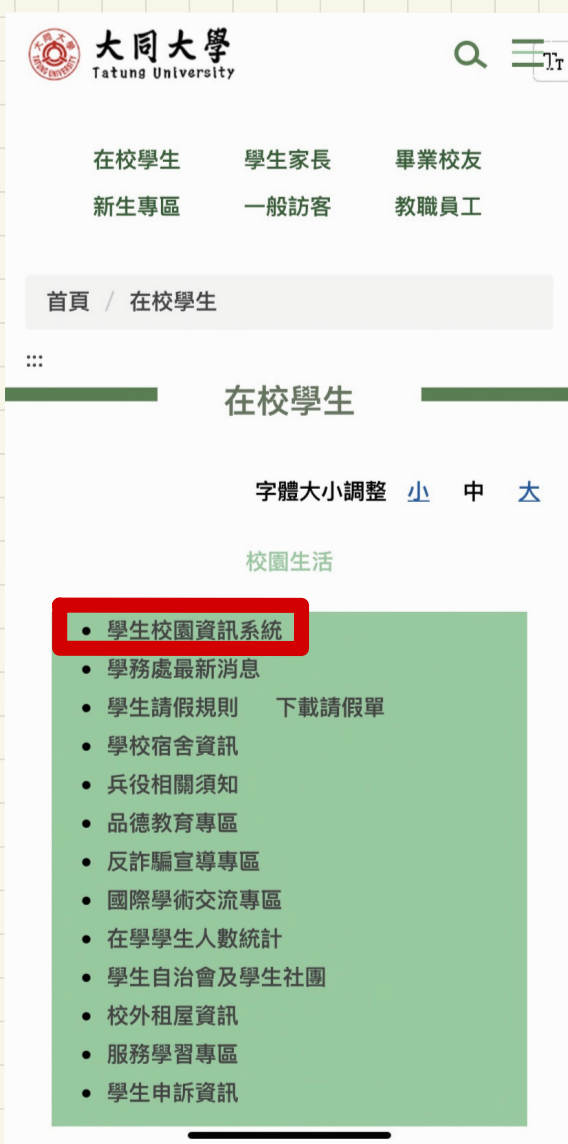 大同大學
Tatung University
在校學生 學生家長 畢業校友
新生專區 一般訪客 教職員工
首頁 / 在校學生
:::
在校學生
字體大小調整 小 中 大
校園生活
• 學生校園資訊系統
• 學務處最新消息
• 學生請假規則 下載請假單
• 學校宿舍資訊
• 兵役相關須知
• 品德教育專區
• 反詐騙宣導專區
• 國際學術交流專區
• 在學學生人數統計
• 學生自治會及學生社團
• 校外租屋資訊
• 服務學習專區
• 學生申訴資訊